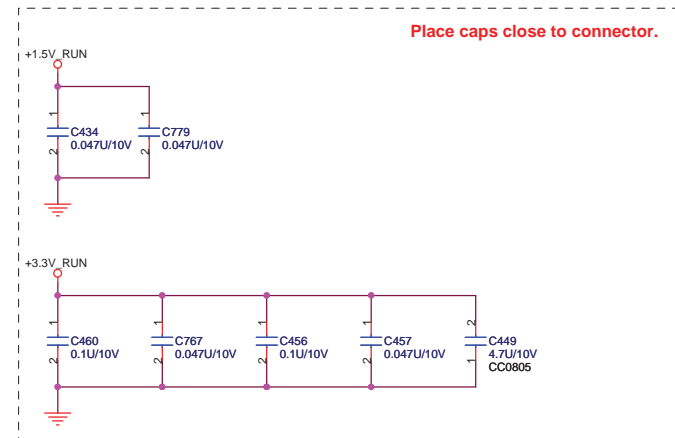 Place caps close to connector.
+1.5V_RUN
1 1
C434 C779
0.047U/10V 0.047U/10V
2 2
+3.3V_RUN
1 1 1 1 2
C460 C767 C456 C457 C449
0.1U/10V 0.047U/10V 0.1U/10V 0.047U/10V 4.7U/10V
2 2 2 2 1 CC0805